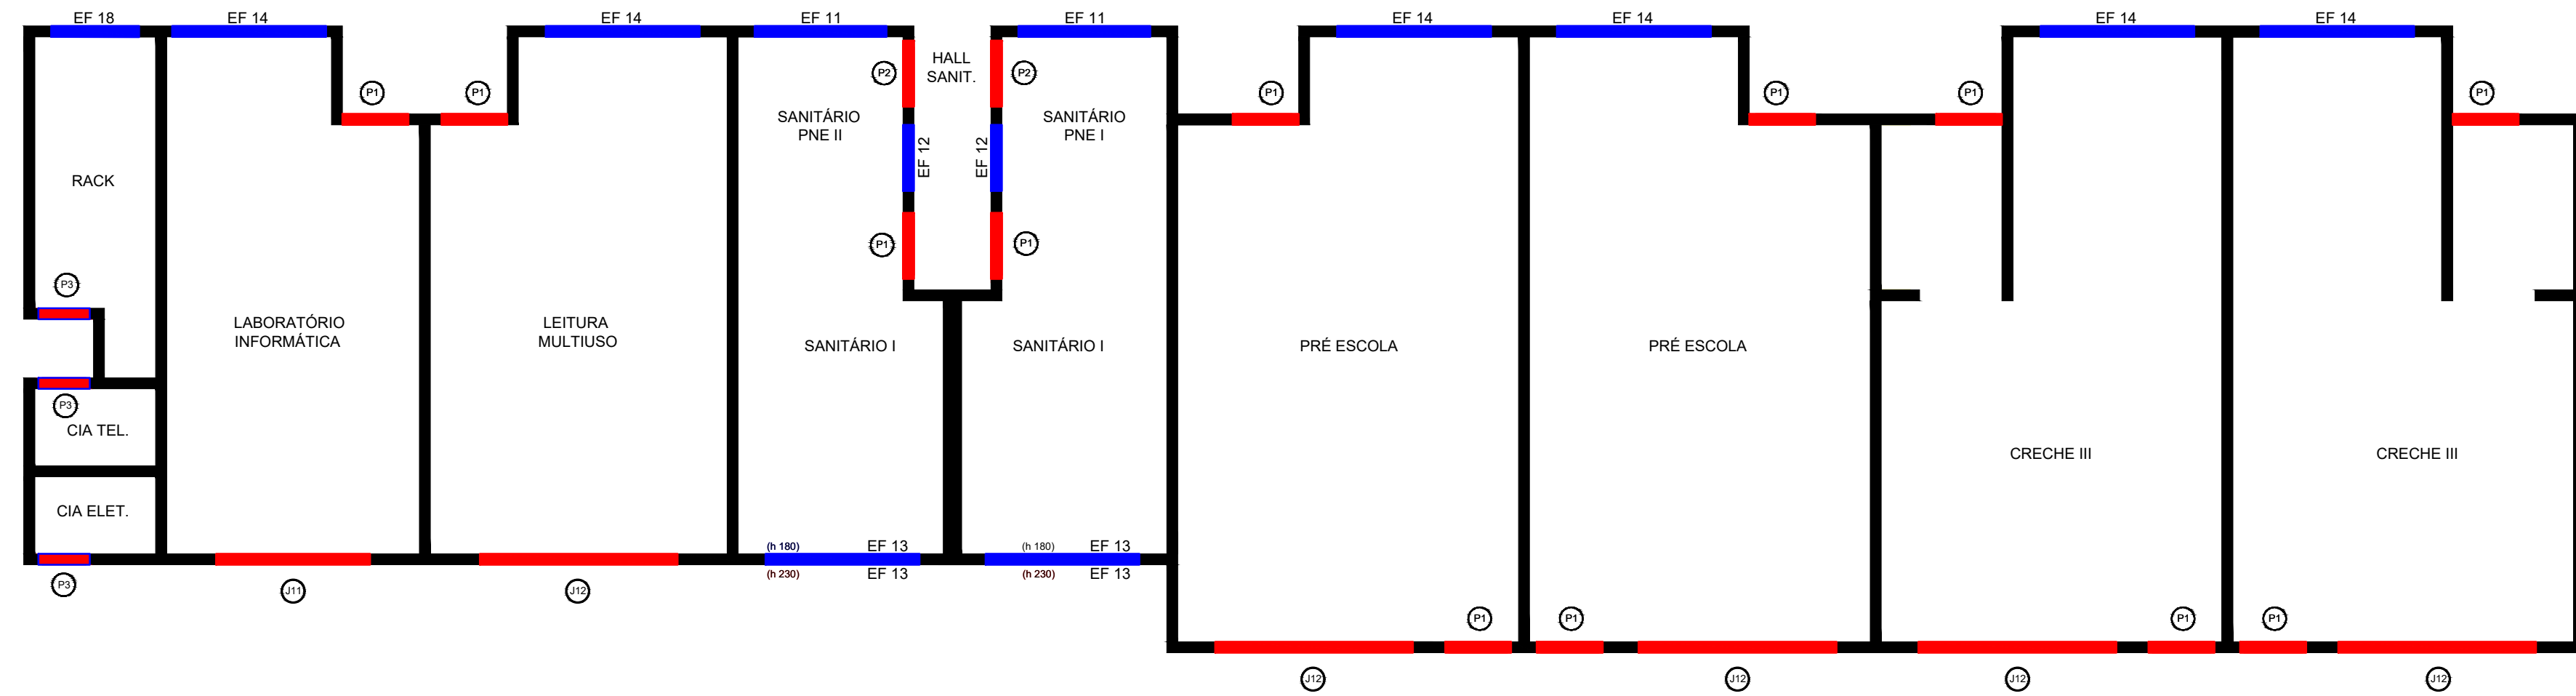 EF 18
EF 14
EF 14
EF 11
EF 11
EF 14
EF 14
EF 14
EF 14
HALL
SANIT.
P2
P2
P1
P1
P1
P1
P1
P1
SANITÁRIO
PNE II
SANITÁRIO
PNE I
EF 12
EF 12
RACK
P1
P1
P3
LABORATÓRIO
INFORMÁTICA
LEITURA
MULTIUSO
SANITÁRIO I
SANITÁRIO I
PRÉ ESCOLA
PRÉ ESCOLA
P3
CIA TEL.
CRECHE III
CRECHE III
CIA ELET.
(h 180)
EF 13
(h 180)
EF 13
(h 230)
EF 13
(h 230)
EF 13
P3
J11
J12
P1
P1
P1
P1
J12
J12
J12
J12